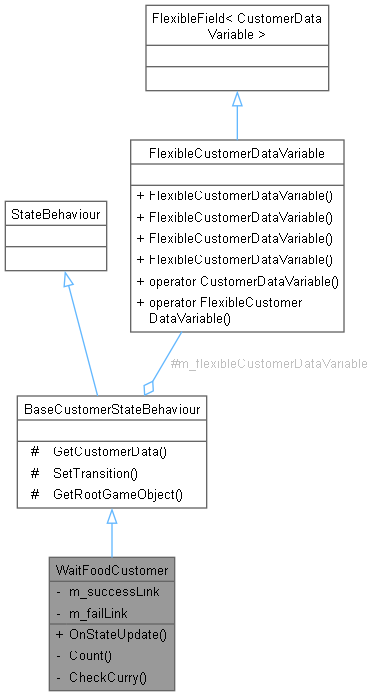 FlexibleField< CustomerData
Variable >
FlexibleCustomerDataVariable
+ FlexibleCustomerDataVariable()
+ FlexibleCustomerDataVariable()
+ FlexibleCustomerDataVariable()
+ FlexibleCustomerDataVariable()
+ operator CustomerDataVariable()
+ operator FlexibleCustomer
DataVariable()
StateBehaviour
#m_flexibleCustomerDataVariable
BaseCustomerStateBehaviour
# GetCustomerData()
# SetTransition()
# GetRootGameObject()
WaitFoodCustomer
- m_successLink
- m_failLink
+ OnStateUpdate()
- Count()
- CheckCurry()